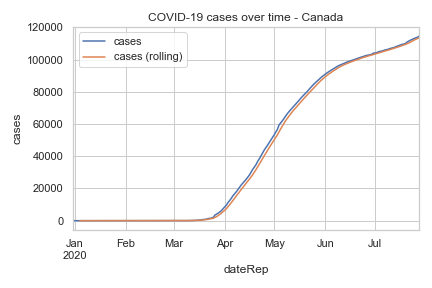 COVID-19 cases over time - Canada
cases
cases (rolling)
120000
100000
80000
60000
40000
20000
0
cases
Jan Feb Mar Apr May Jun Jul
2020
dateRep